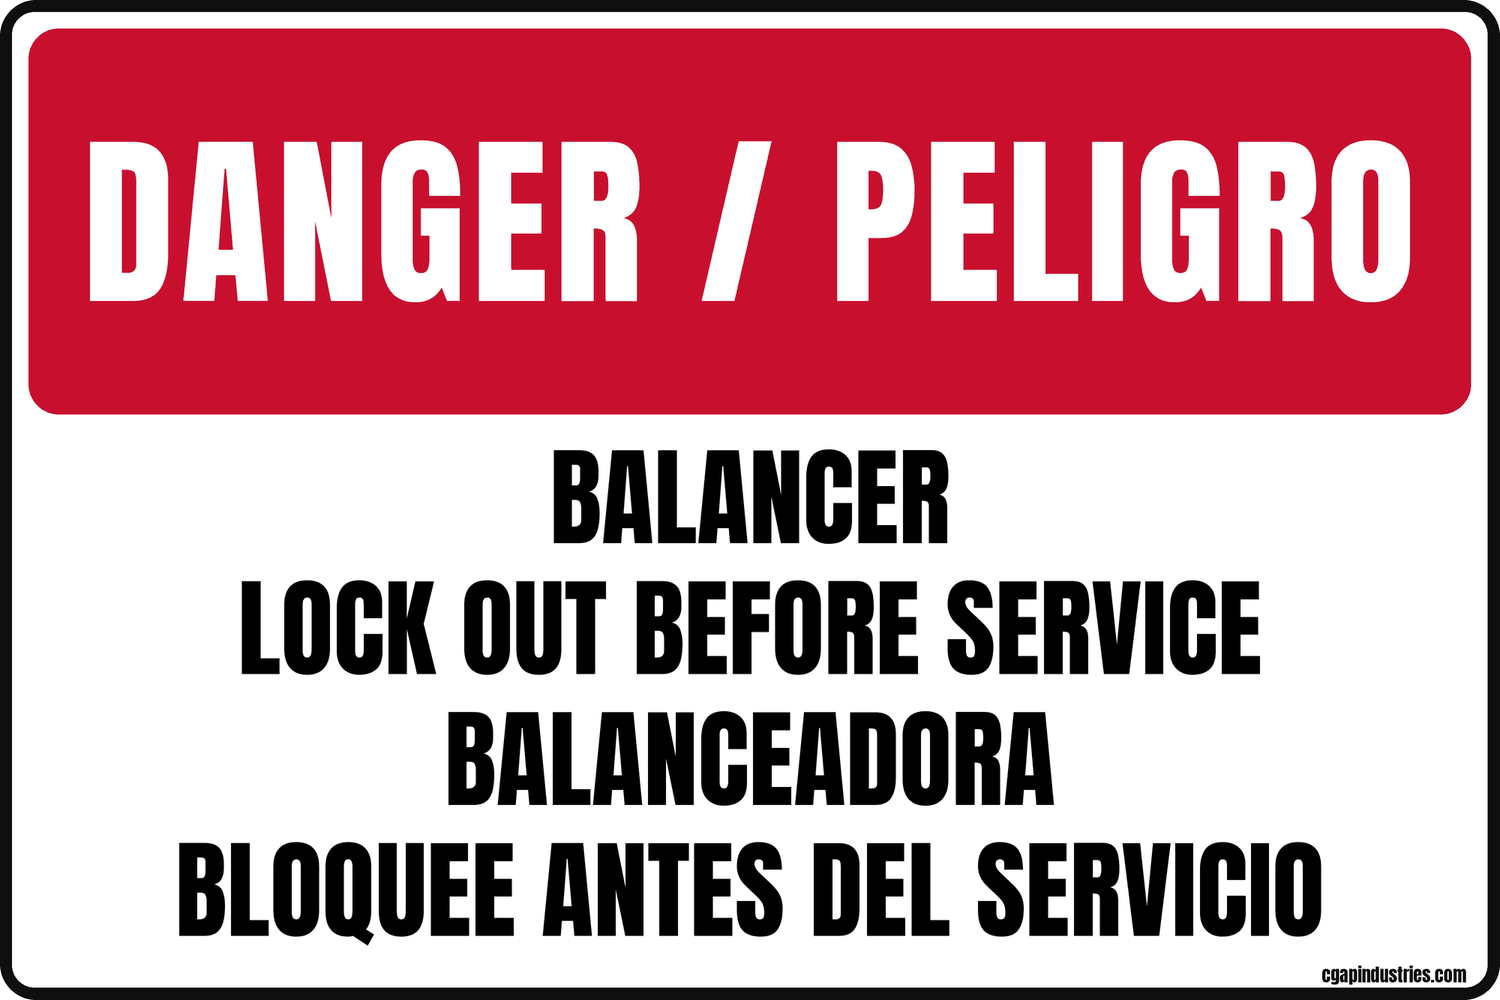 DANGER / PELIGRO
BALANCER
LOCK OUT BEFORE SERVICE
BALANCEADORA
BLOQUEE ANTES DEL SERVICIO
cgapindustries.com